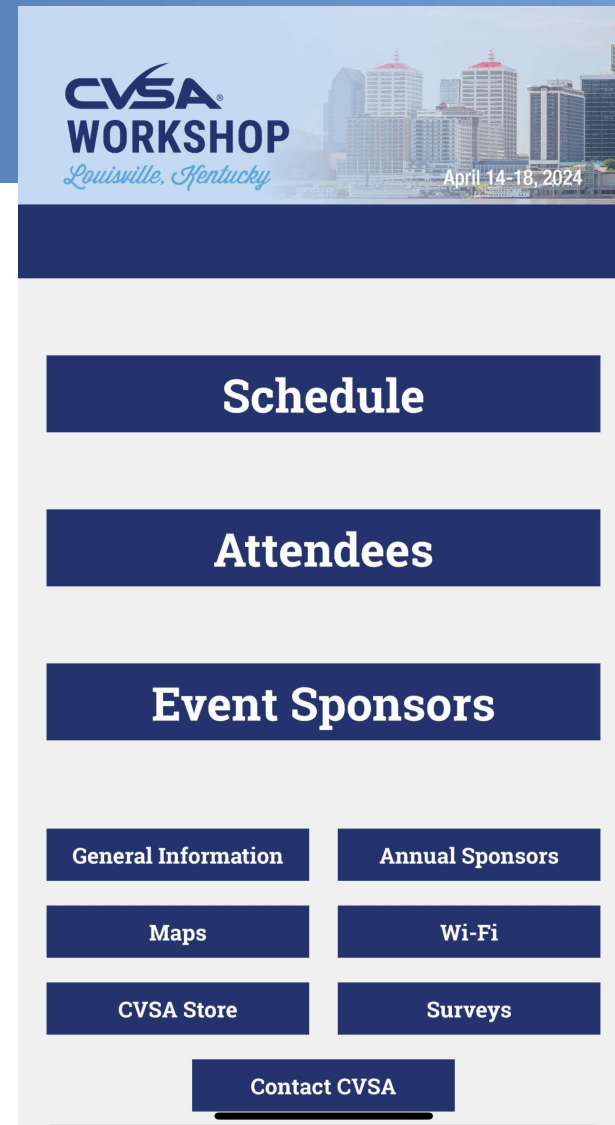 CVSA®
WORKSHOP
Louisville, Kentucky
April 14-18, 2024
Schedule
Attendees
Event Sponsors
General Information
Annual Sponsors
Maps
Wi-Fi
CVSA Store
Surveys
Contact CVSA